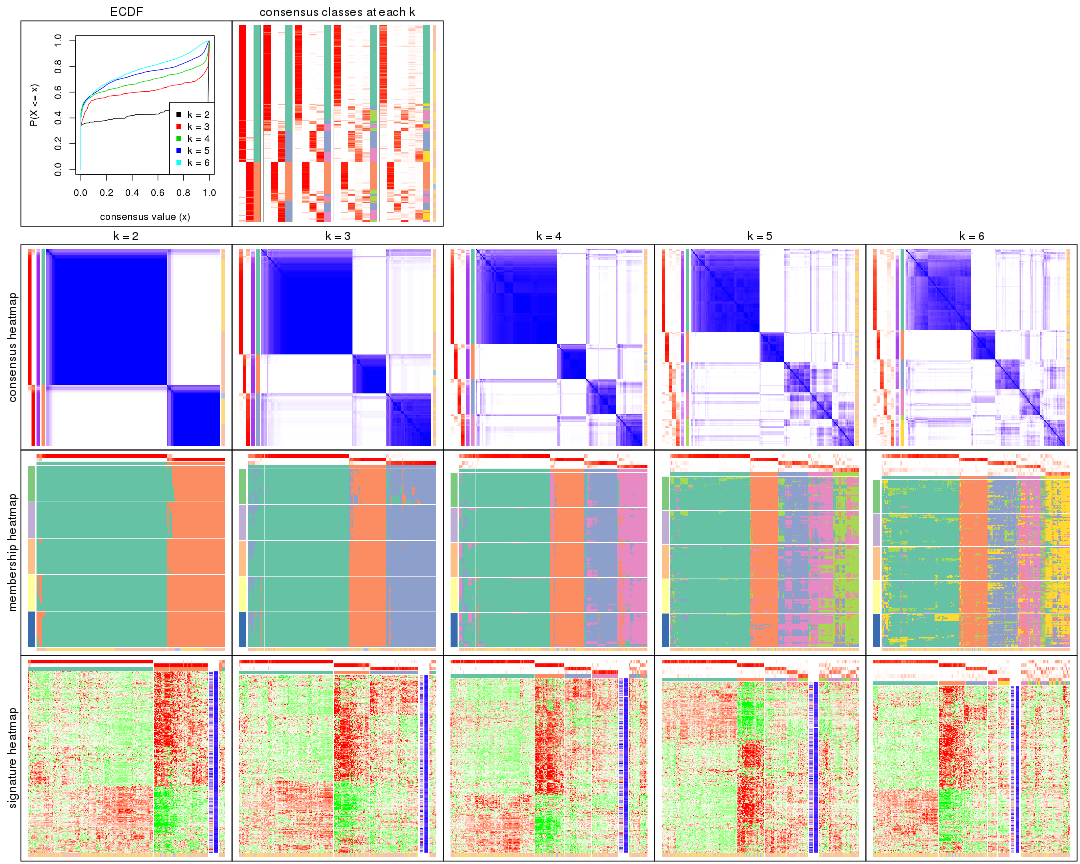 ECDF
consensus classes at each k
P(X <= x)
0.0 0.2 0.4 0.6 0.8 1.0
k = 2
k = 3
k = 4
k = 5
k = 6
0.0 0.2 0.4 0.6 0.8 1.0
consensus value (x)
k = 2 k = 3 k = 4 k = 5 k = 6
consensus heatmap
membership heatmap
signature heatmap